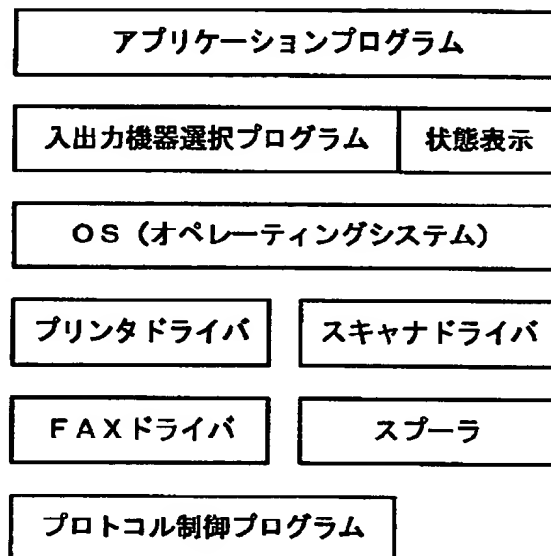 アプリケーションプログラム
入出力機器選択プログラム 状態表示
OS（オペレーティングシステム）
プリンタドライバ スキャナドライバ
FAXドライバ スプーラ
プロトコル制御プログラム